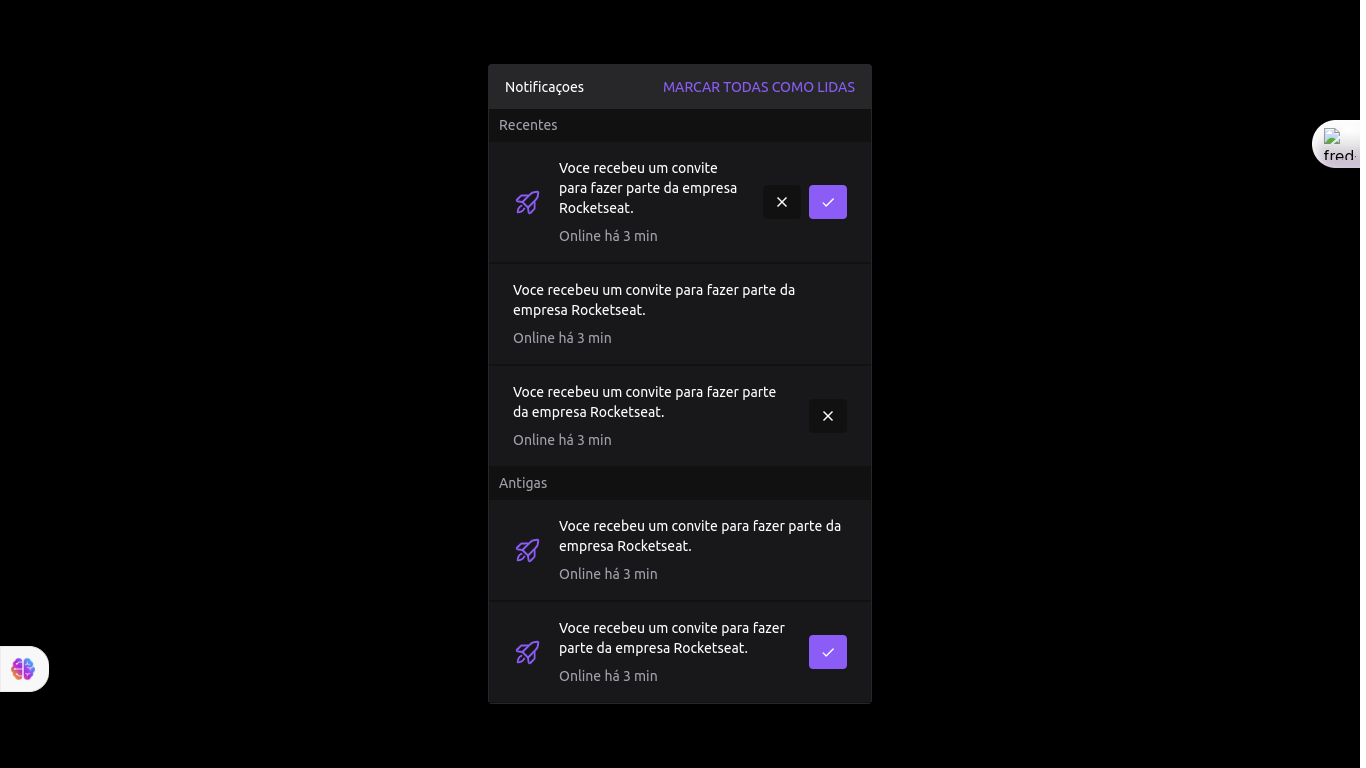 Notificaçoes
MARCAR TODAS COMO LIDAS
Recentes
Voce recebeu um convite
para fazer parte da empresa
Rocketseat.
Online há 3 min
Voce recebeu um convite para fazer parte da
empresa Rocketseat.
Online há 3 min
Voce recebeu um convite para fazer parte
da empresa Rocketseat.
Online há 3 min
Antigas
Voce recebeu um convite para fazer parte da
empresa Rocketseat.
Online há 3 min
Voce recebeu um convite para fazer
parte da empresa Rocketseat.
Online há 3 min
fred